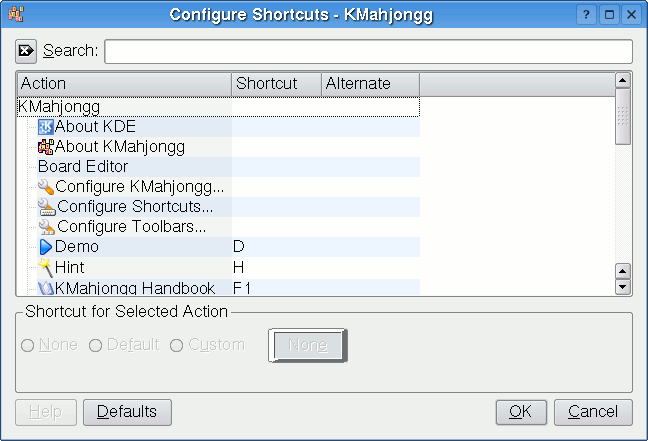 Configure Shortcuts - KMahjongg
Search:
Action Shortcut Alternate
KMahjongg
About KDE
About KMahjongg
Board Editor
Configure KMahjongg...
Configure Shortcuts...
Configure Toolbars...
Demo D
Hint H
KMahjongg Handbook F1
Shortcut for Selected Action
None Default Custom None
Help Defaults OK Cancel